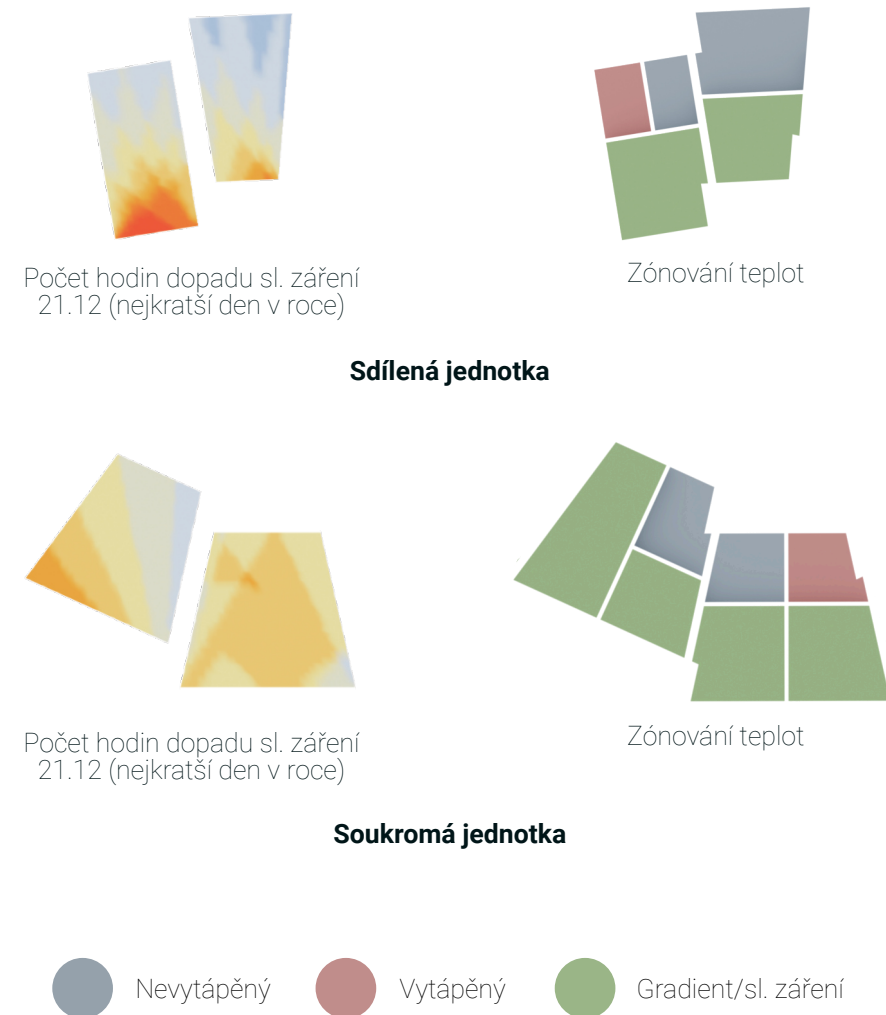 Počet hodin dopadu sl. záření
21.12 (nejkratší den v roce)
Zónování teplot
Sdílená jednotka
Počet hodin dopadu sl. záření
21.12 (nejkratší den v roce)
Zónování teplot
Soukromá jednotka
Nevytápěný
Vytápěný
Gradient/sl. záření